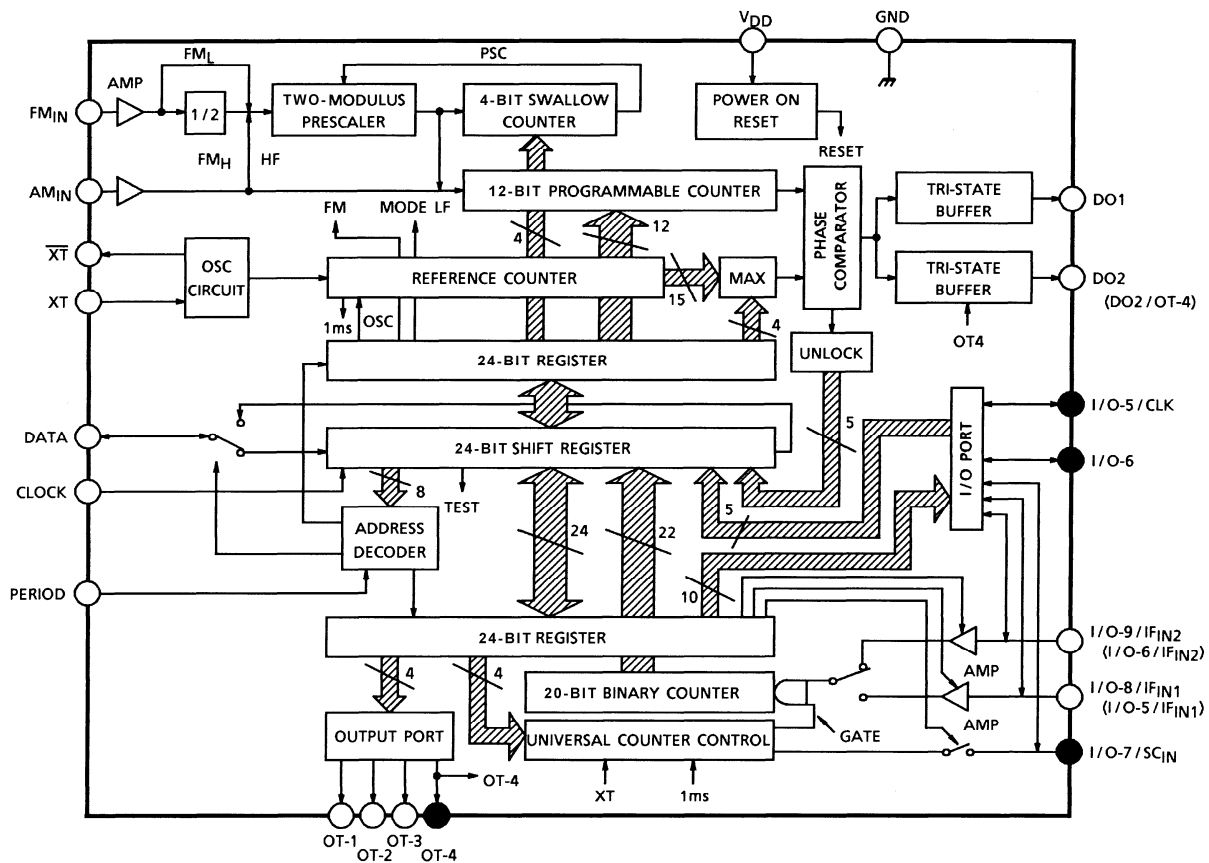 VDD
GND
FML
PSC
AMP
FMIN
1/2
TWO-MODULUS
PRESCALER
4-BIT SWALLOW
COUNTER
POWER ON
RESET
RESET
FMH
HF
AMIN
12-BIT PROGRAMMABLE COUNTER
PHASE
COMPARATOR
TRI-STATE
BUFFER
DO1
FM
MODE LF
4
12
XT
OSC
CIRCUIT
REFERENCE COUNTER
15
MAX
TRI-STATE
BUFFER
DO2
(DO2/OT-4)
XT
1ms
OSC
4
OT4
UNLOCK
24-BIT REGISTER
I/O PORT
I/O-5/CLK
5
DATA
24-BIT SHIFT REGISTER
I/O-6
CLOCK
8
TEST
5
ADDRESS
DECODER
24
22
PERIOD
10
24-BIT REGISTER
I/O-9/IFIN2
(I/O-6/IFIN2)
AMP
4
4
20-BIT BINARY COUNTER
I/O-8/IFIN1
(I/O-5/IFIN1)
AMP
OUTPUT PORT
UNIVERSAL COUNTER CONTROL
GATE
I/O-7/SCIN
OT-4
XT
1ms
OT-1
OT-2
OT-3
OT-4